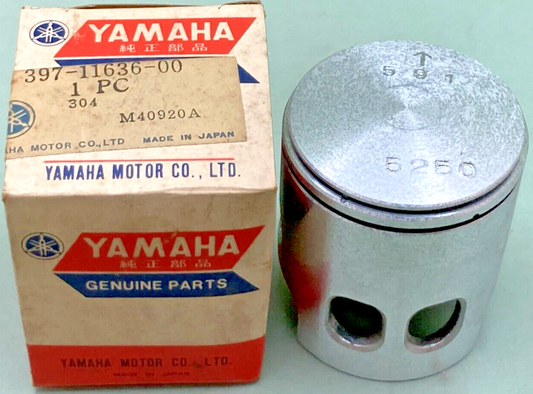 YAMAHA
純正部品
397-11636-00
1 PC
304
M40920A
AHA MOTOR CO.,LTD MADE IN JAPAN
YAMAHA MOTOR CO., LTD.
YAMAHA
純正部品
GENUINE PARTS
YAMAHA MOTOR CO., LTD.
MADE IN JAPAN
↑
591
5250